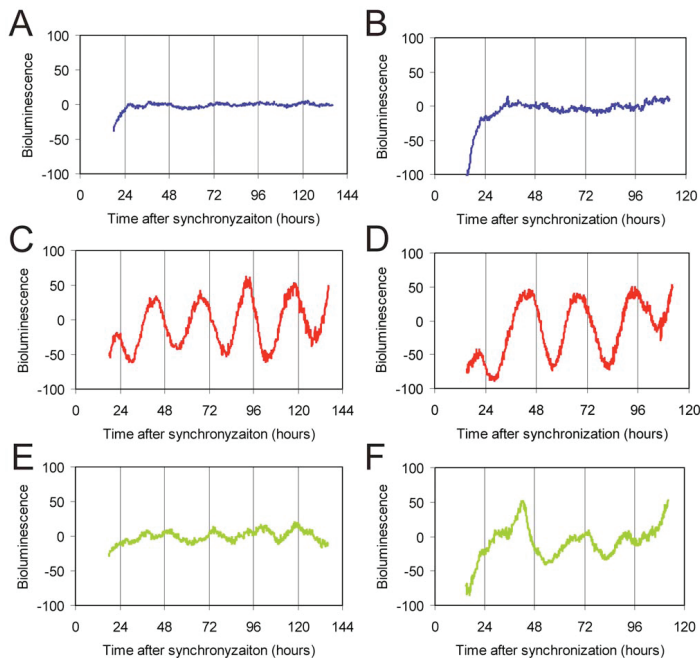 A
100
50
0
-50
-100
Bioluminescence
0 24 48 72 96 120 144
Time after synchronyzaiton (hours)
B
100
50
0
-50
-100
Bioluminescence
0 24 48 72 96 120
Time after synchronization (hours)
C
100
50
0
-50
-100
Bioluminescence
0 24 48 72 96 120 144
Time after synchronyzaiton (hours)
D
100
50
0
-50
-100
Bioluminescence
0 24 48 72 96 120
Time after synchronization (hours)
E
100
50
0
-50
-100
Bioluminescence
0 24 48 72 96 120 144
Time after synchronyzaiton (hours)
F
100
50
0
-50
-100
Bioluminescence
0 24 48 72 96 120
Time after synchronization (hours)